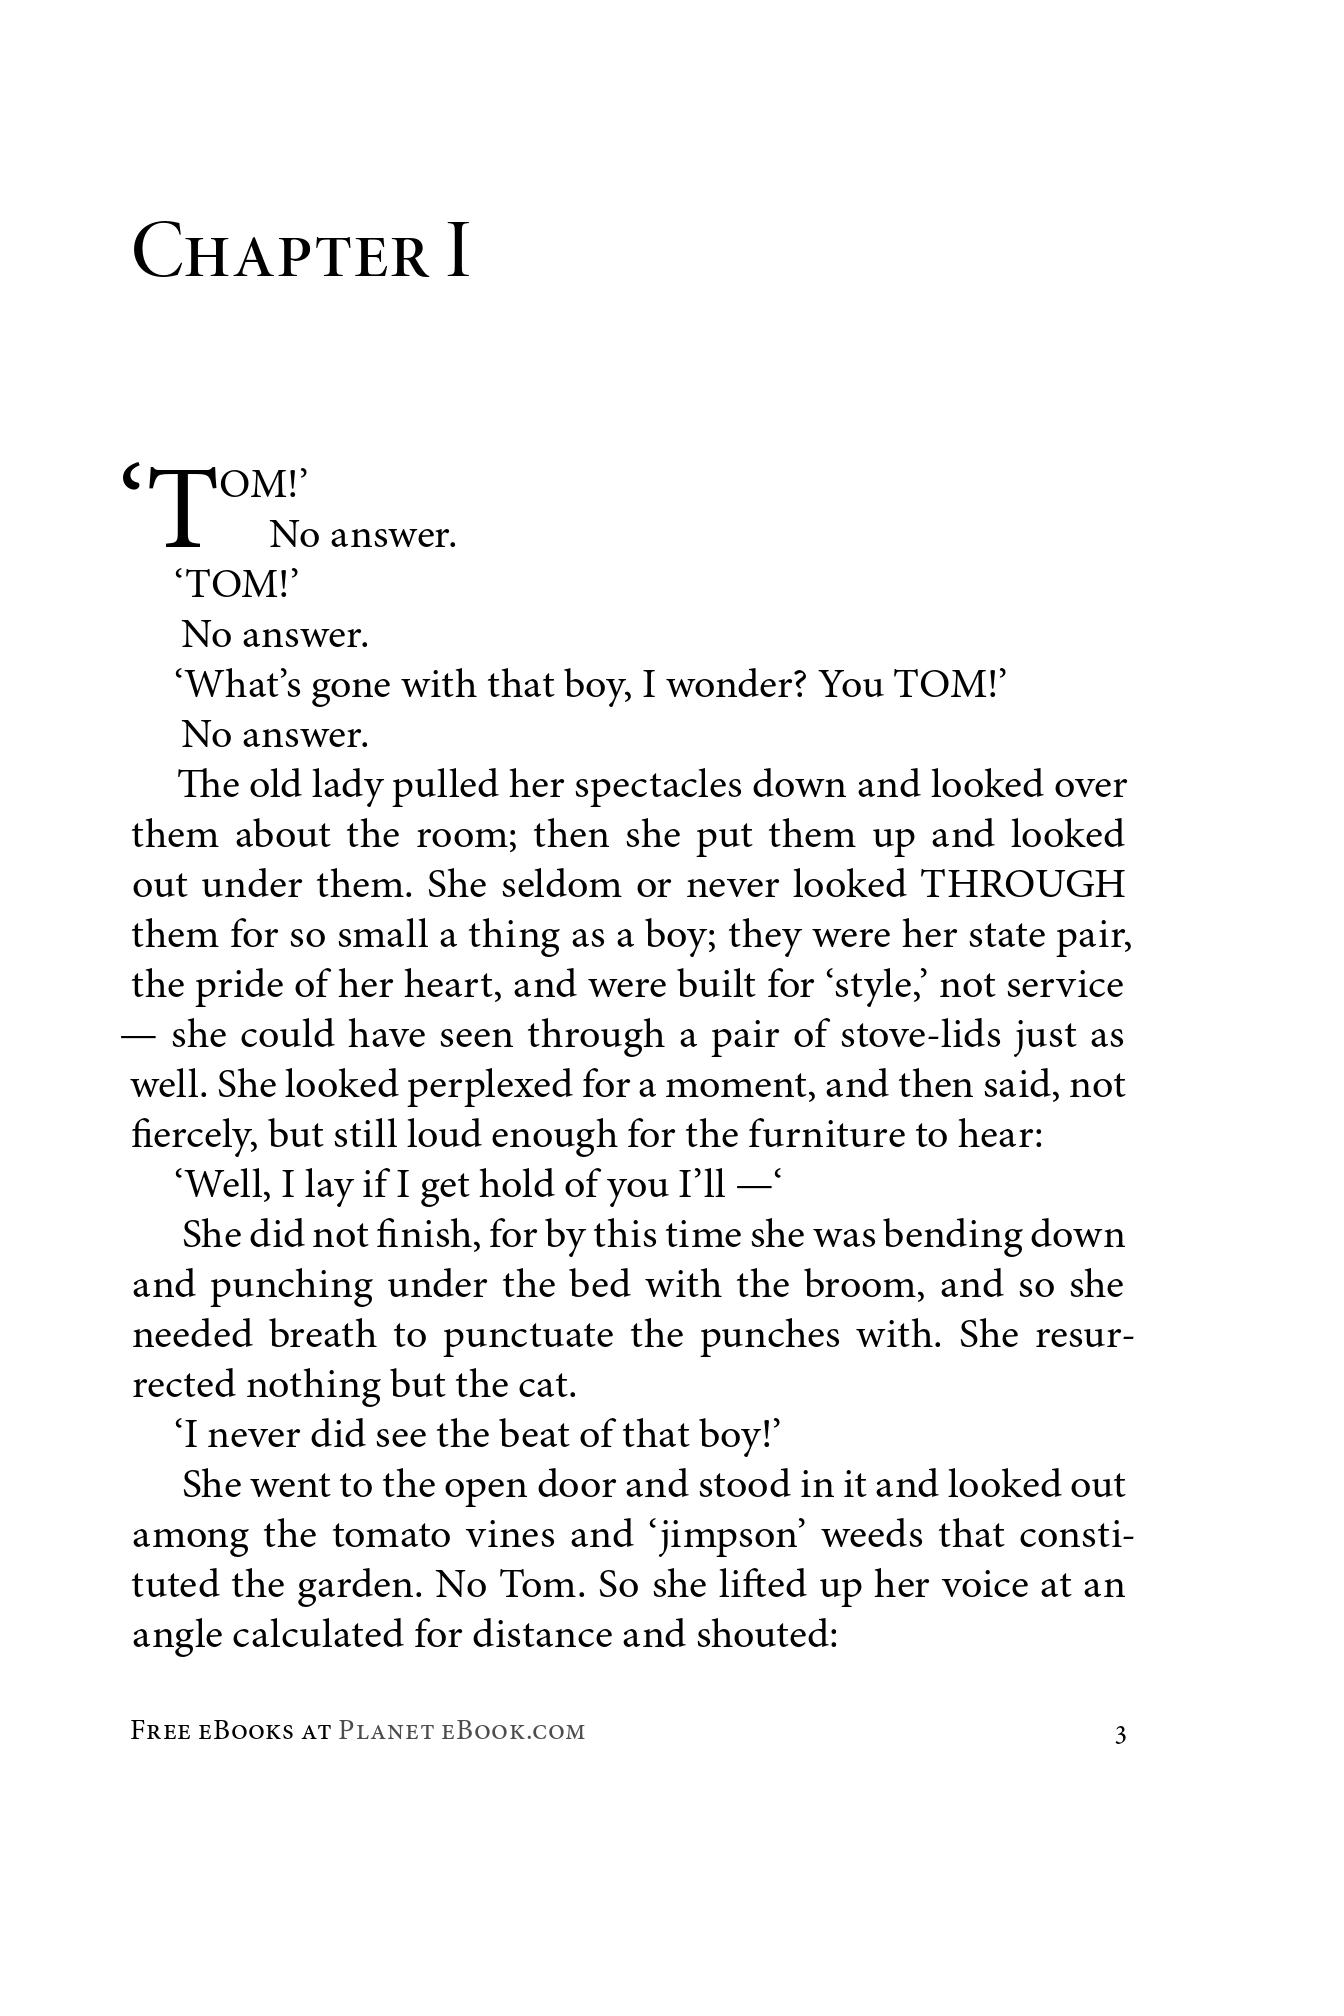 Chapter I
‘TOM!’
No answer.
‘TOM!’
No answer.
‘What’s gone with that boy, I wonder? You TOM!’
No answer.
The old lady pulled her spectacles down and looked over
them about the room; then she put them up and looked
out under them. She seldom or never looked THROUGH
them for so small a thing as a boy; they were her state pair,
the pride of her heart, and were built for ‘style,’ not service
— she could have seen through a pair of stove-lids just as
well. She looked perplexed for a moment, and then said, not
fiercely, but still loud enough for the furniture to hear:
‘Well, I lay if I get hold of you I’ll —‘
She did not finish, for by this time she was bending down
and punching under the bed with the broom, and so she
needed breath to punctuate the punches with. She resur-
rected nothing but the cat.
‘I never did see the beat of that boy!’
She went to the open door and stood in it and looked out
among the tomato vines and ‘jimpson’ weeds that consti-
tuted the garden. No Tom. So she lifted up her voice at an
angle calculated for distance and shouted:
Free eBooks at Planet eBook.com 3